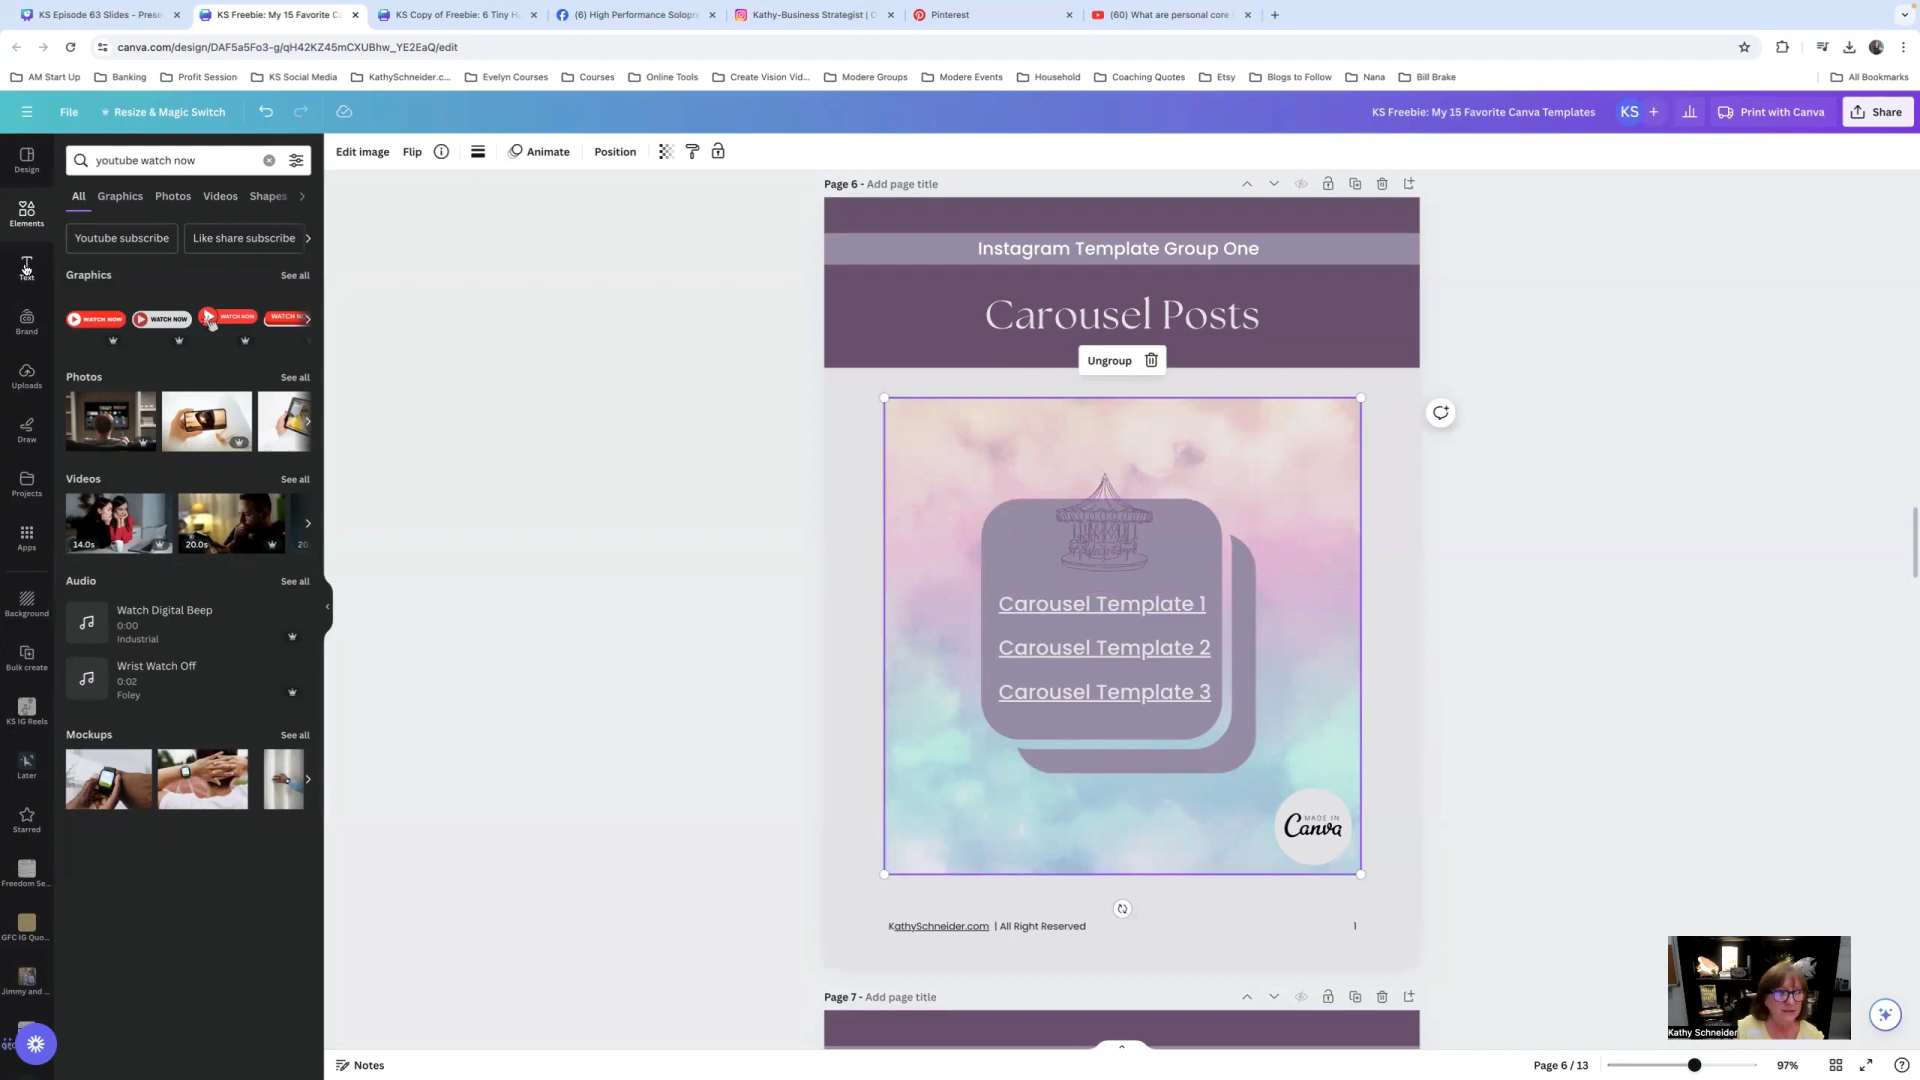 KS Episode 63 Slides - Prese
KS Freebie: My 15 Favorite Ca
KS Copy of Freebie: 6 Tiny H
(6) High Performance Solopr
Kathy-Business Strategist | C
Pinterest
(60) What are personal core
canva.com/design/DAF5a5Fo3-g/qH42KZ45mCXUBhw_YE2EaQ/edit
AM Start Up
Banking
Profit Session
KS Social Media
KathySchneider.c...
Evelyn Courses
Courses
Online Tools
Create Vision Vid...
Modere Groups
Modere Events
Household
Coaching Quotes
Etsy
Blogs to Follow
Nana
Bill Brake
All Bookmarks
File
Resize & Magic Switch
KS Freebie: My 15 Favorite Canva Templates
KS
Print with Canva
Share
Design
Elements
Text
Brand
Uploads
Draw
Projects
Apps
Background
Bulk create
KS IG Reels
Later
Starred
Freedom Se...
GFC IG Quo...
Jimmy and ...
youtube watch now
All
Graphics
Photos
Videos
Shapes
Youtube subscribe
Like share subscribe
Graphics
See all
WATCH NOW
WATCH NOW
WATCH NOW
WATCH NO
Photos
See all
Videos
See all
14.0s
20.0s
20
Audio
See all
Watch Digital Beep
0:00
Industrial
Wrist Watch Off
0:02
Foley
Mockups
See all
Edit image
Flip
Animate
Position
Page 6 - Add page title
Instagram Template Group One
Carousel Posts
Ungroup
Carousel Template 1
Carousel Template 2
Carousel Template 3
MADE IN
Canva
KathySchneider.com | All Right Reserved
1
Page 7 - Add page title
Kathy Schneider
Notes
Page 6 / 13
97%